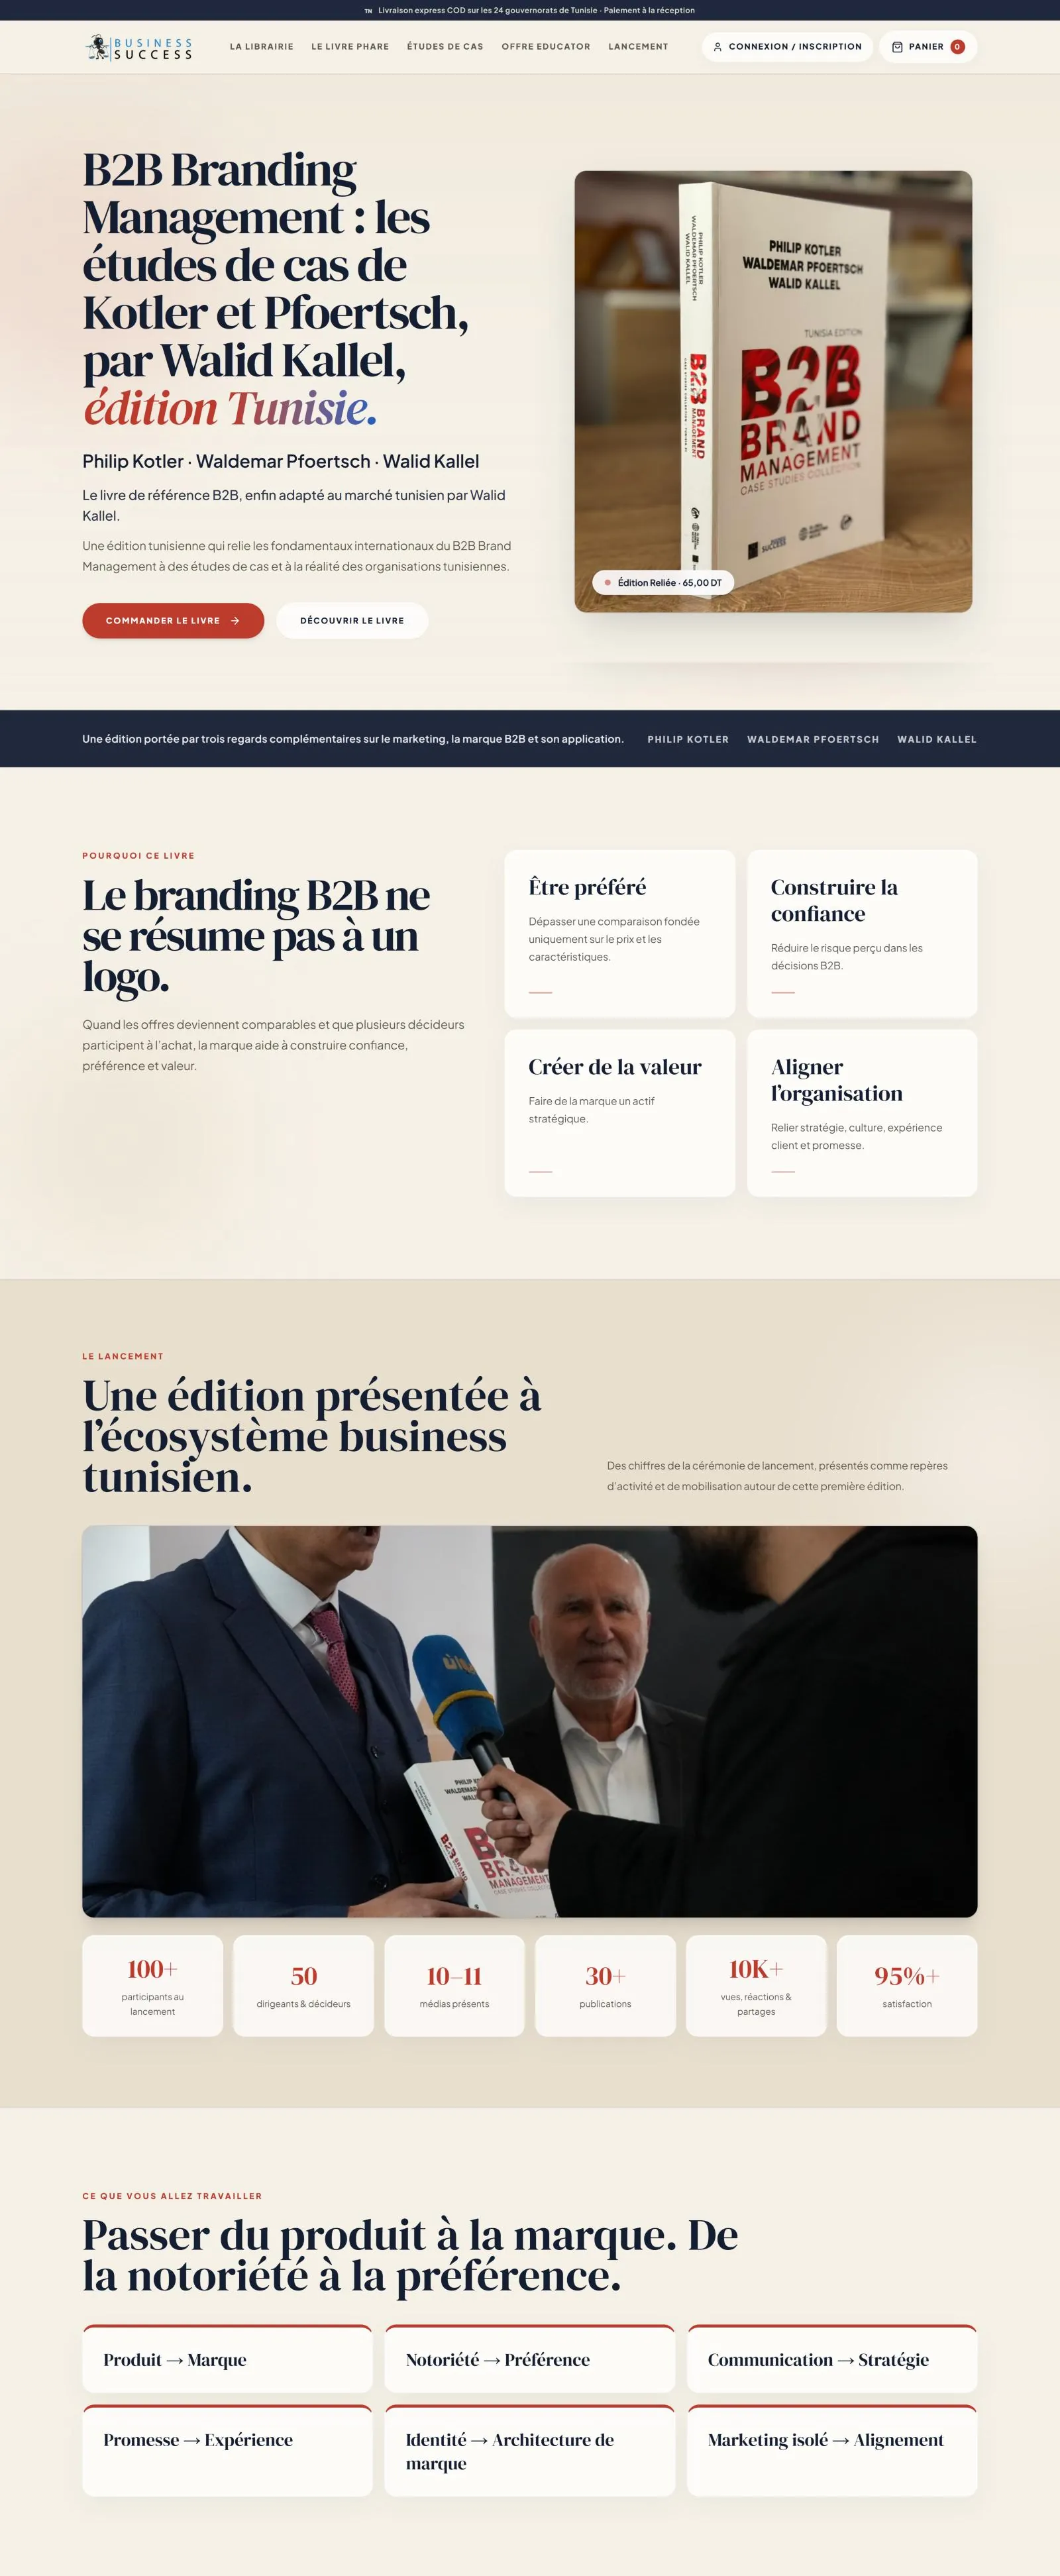 TN Livraison express COD sur les 24 gouvernorats de Tunisie · Paiement à la réception
BUSINESS
SUCCESS
LA LIBRAIRIE
LE LIVRE PHARE
ÉTUDES DE CAS
OFFRE EDUCATOR
LANCEMENT
CONNEXION / INSCRIPTION
PANIER 0
B2B Branding
Management : les
études de cas de
Kotler et Pfoertsch,
par Walid Kallel,
édition Tunisie.
Philip Kotler · Waldemar Pfoertsch · Walid Kallel
Le livre de référence B2B, enfin adapté au marché tunisien par Walid
Kallel.
Une édition tunisienne qui relie les fondamentaux internationaux du B2B Brand
Management à des études de cas et à la réalité des organisations tunisiennes.
COMMANDER LE LIVRE →
DÉCOUVRIR LE LIVRE
PHILIP KOTLER
WALDEMAR PFOERTSCH
WALID KALLEL
B2B BRAND
MANAGEMENT
PHILIP KOTLER
WALDEMAR PFOERTSCH
WALID KALLEL
TUNISIA EDITION
B2B
BRAND
MANAGEMENT
CASE STUDIES COLLECTION
Édition Reliée · 65,00 DT
Une édition portée par trois regards complémentaires sur le marketing, la marque B2B et son application.
PHILIP KOTLER
WALDEMAR PFOERTSCH
WALID KALLEL
POURQUOI CE LIVRE
Le branding B2B ne
se résume pas à un
logo.
Quand les offres deviennent comparables et que plusieurs décideurs
participent à l’achat, la marque aide à construire confiance,
préférence et valeur.
Être préféré
Dépasser une comparaison fondée
uniquement sur le prix et les
caractéristiques.
Construire la
confiance
Réduire le risque perçu dans les
décisions B2B.
Créer de la valeur
Faire de la marque un actif
stratégique.
Aligner
l’organisation
Relier stratégie, culture, expérience
client et promesse.
LE LANCEMENT
Une édition présentée à
l’écosystème business
tunisien.
Des chiffres de la cérémonie de lancement, présentés comme repères
d’activité et de mobilisation autour de cette première édition.
B2B BRAND
100+
participants au
lancement
50
dirigeants & décideurs
10–11
médias présents
30+
publications
10K+
vues, réactions &
partages
95%+
satisfaction
CE QUE VOUS ALLEZ TRAVAILLER
Passer du produit à la marque. De
la notoriété à la préférence.
Produit → Marque
Notoriété → Préférence
Communication → Stratégie
Promesse → Expérience
Identité → Architecture de
marque
Marketing isolé → Alignement